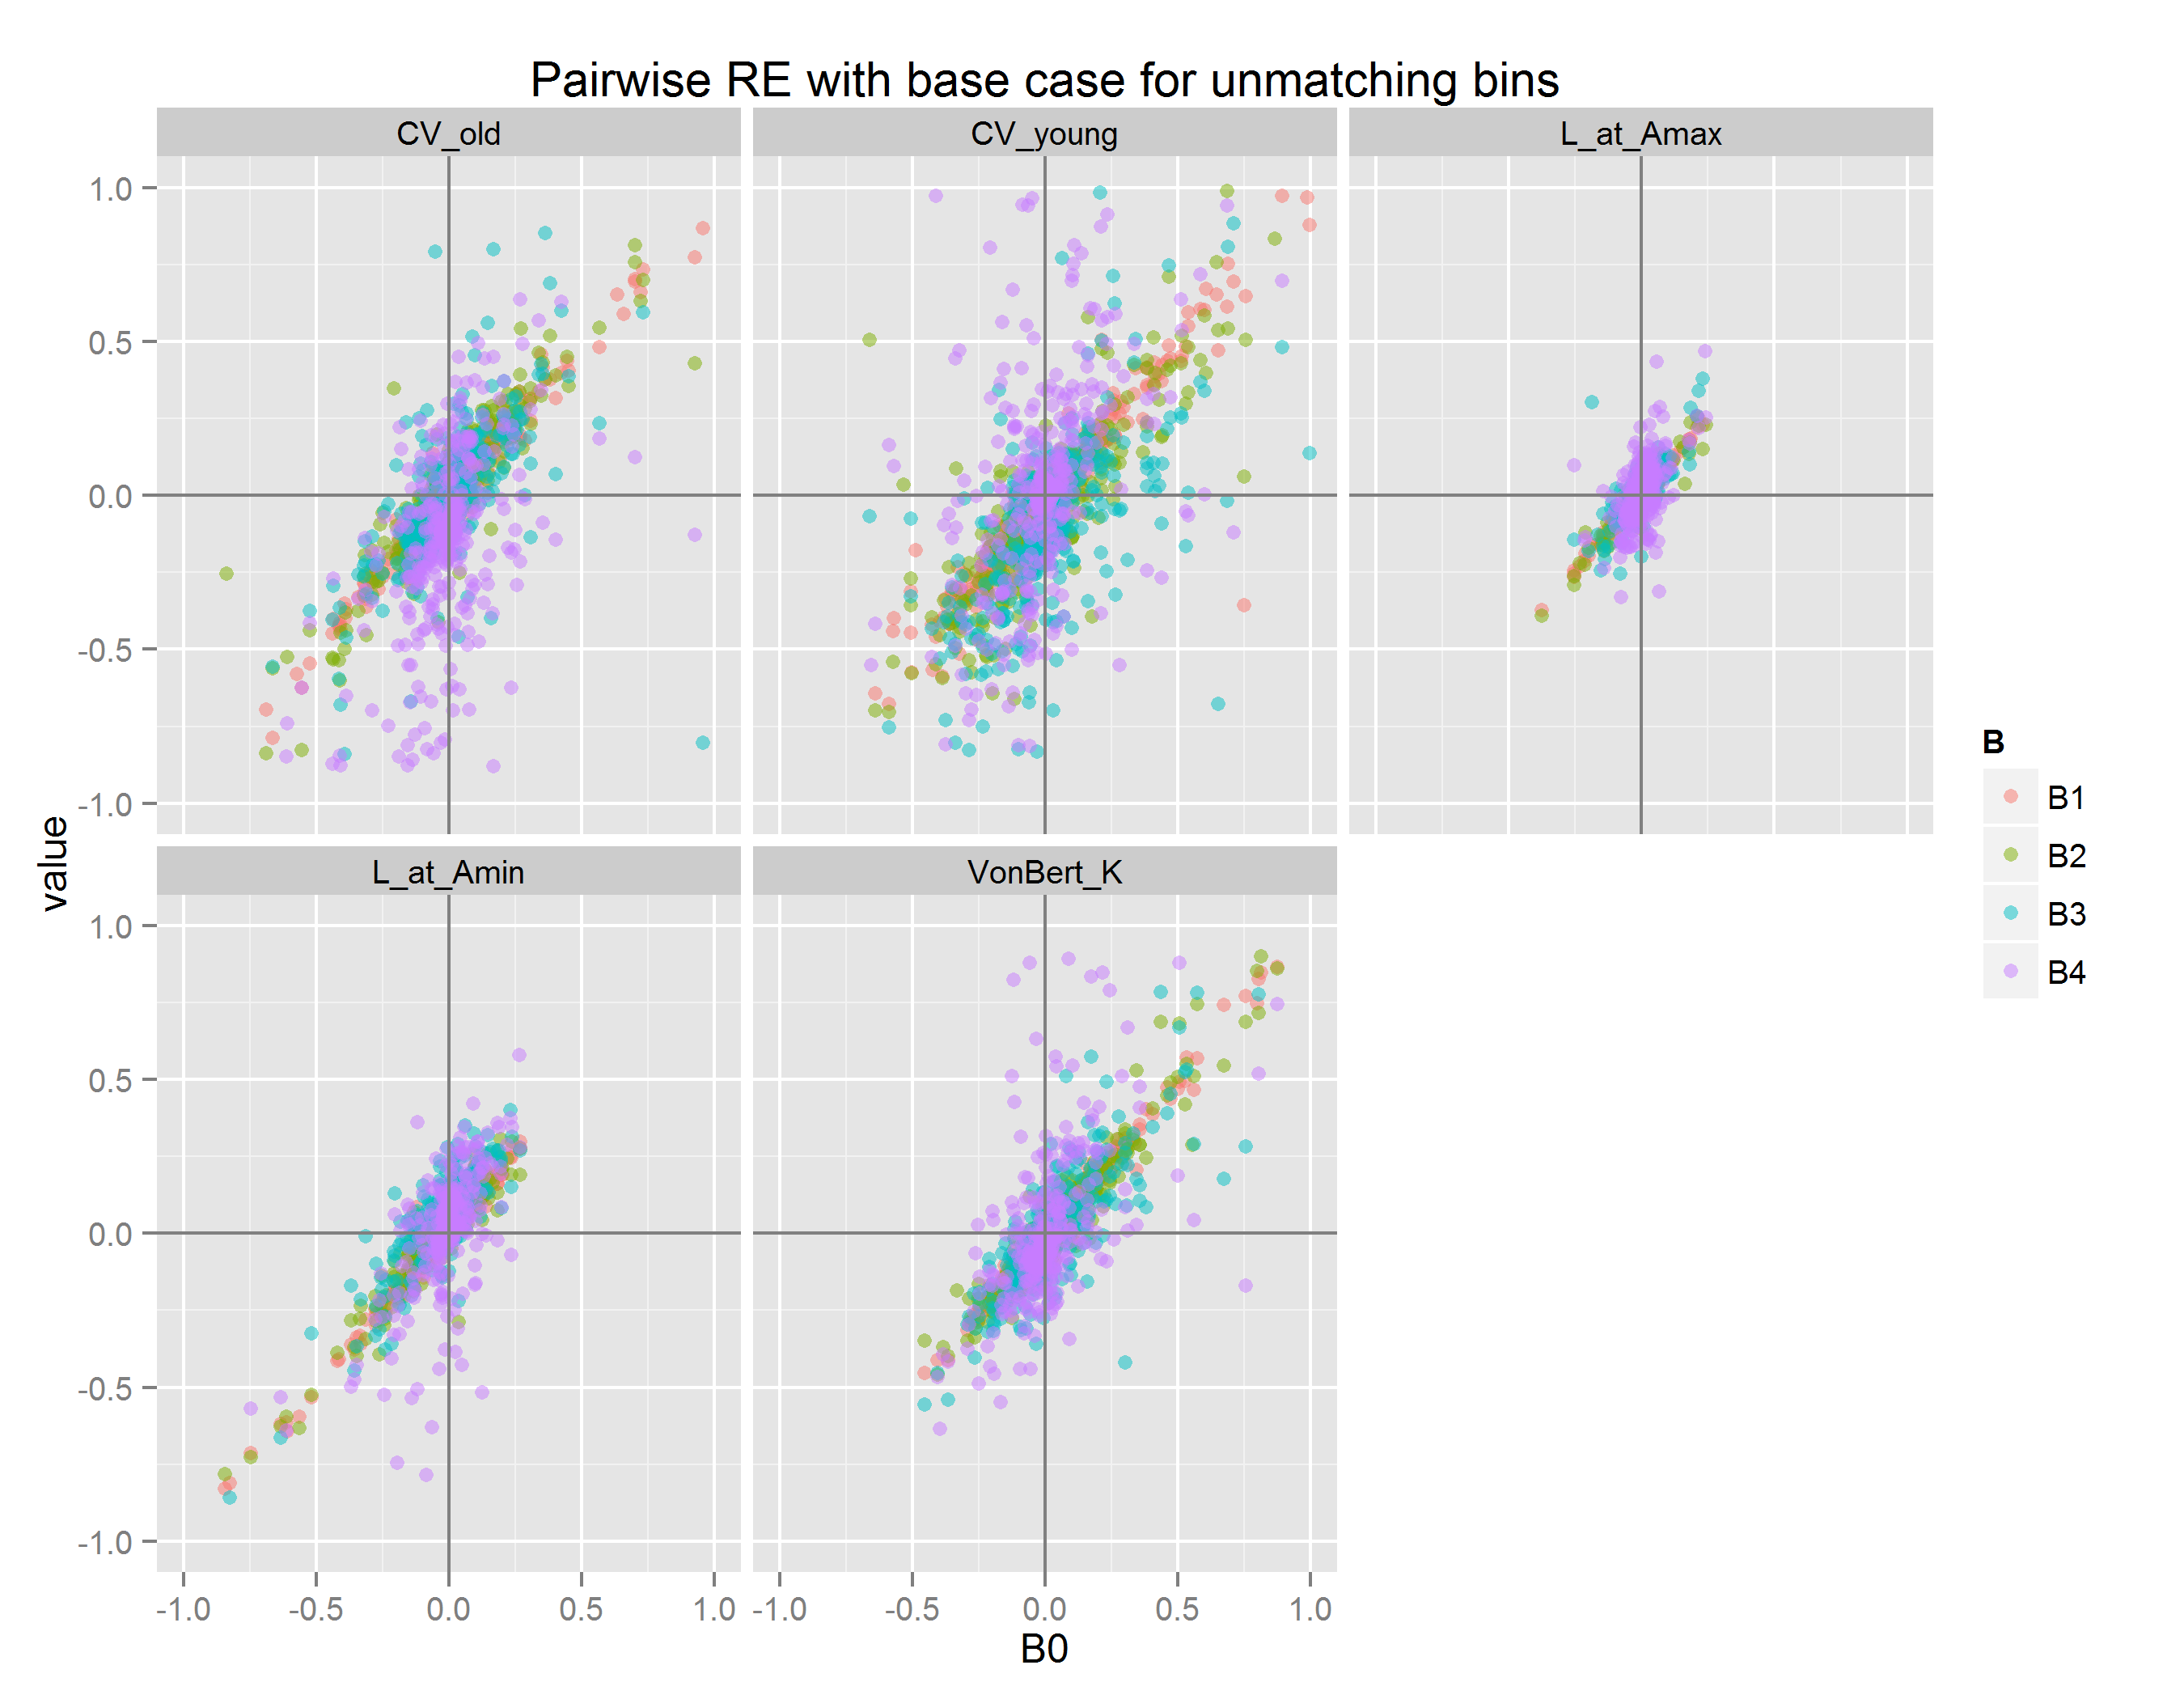 Pairwise RE with base case for unmatching bins
CV_old
CV_young
L_at_Amax
1.0
0.5
0.0
-0.5
-1.0
value
L_at_Amin
VonBert_K
1.0
0.5
0.0
-0.5
-1.0
-1.0 -0.5 0.0 0.5 1.0
-1.0 -0.5 0.0 0.5 1.0
B0
B
B1
B2
B3
B4